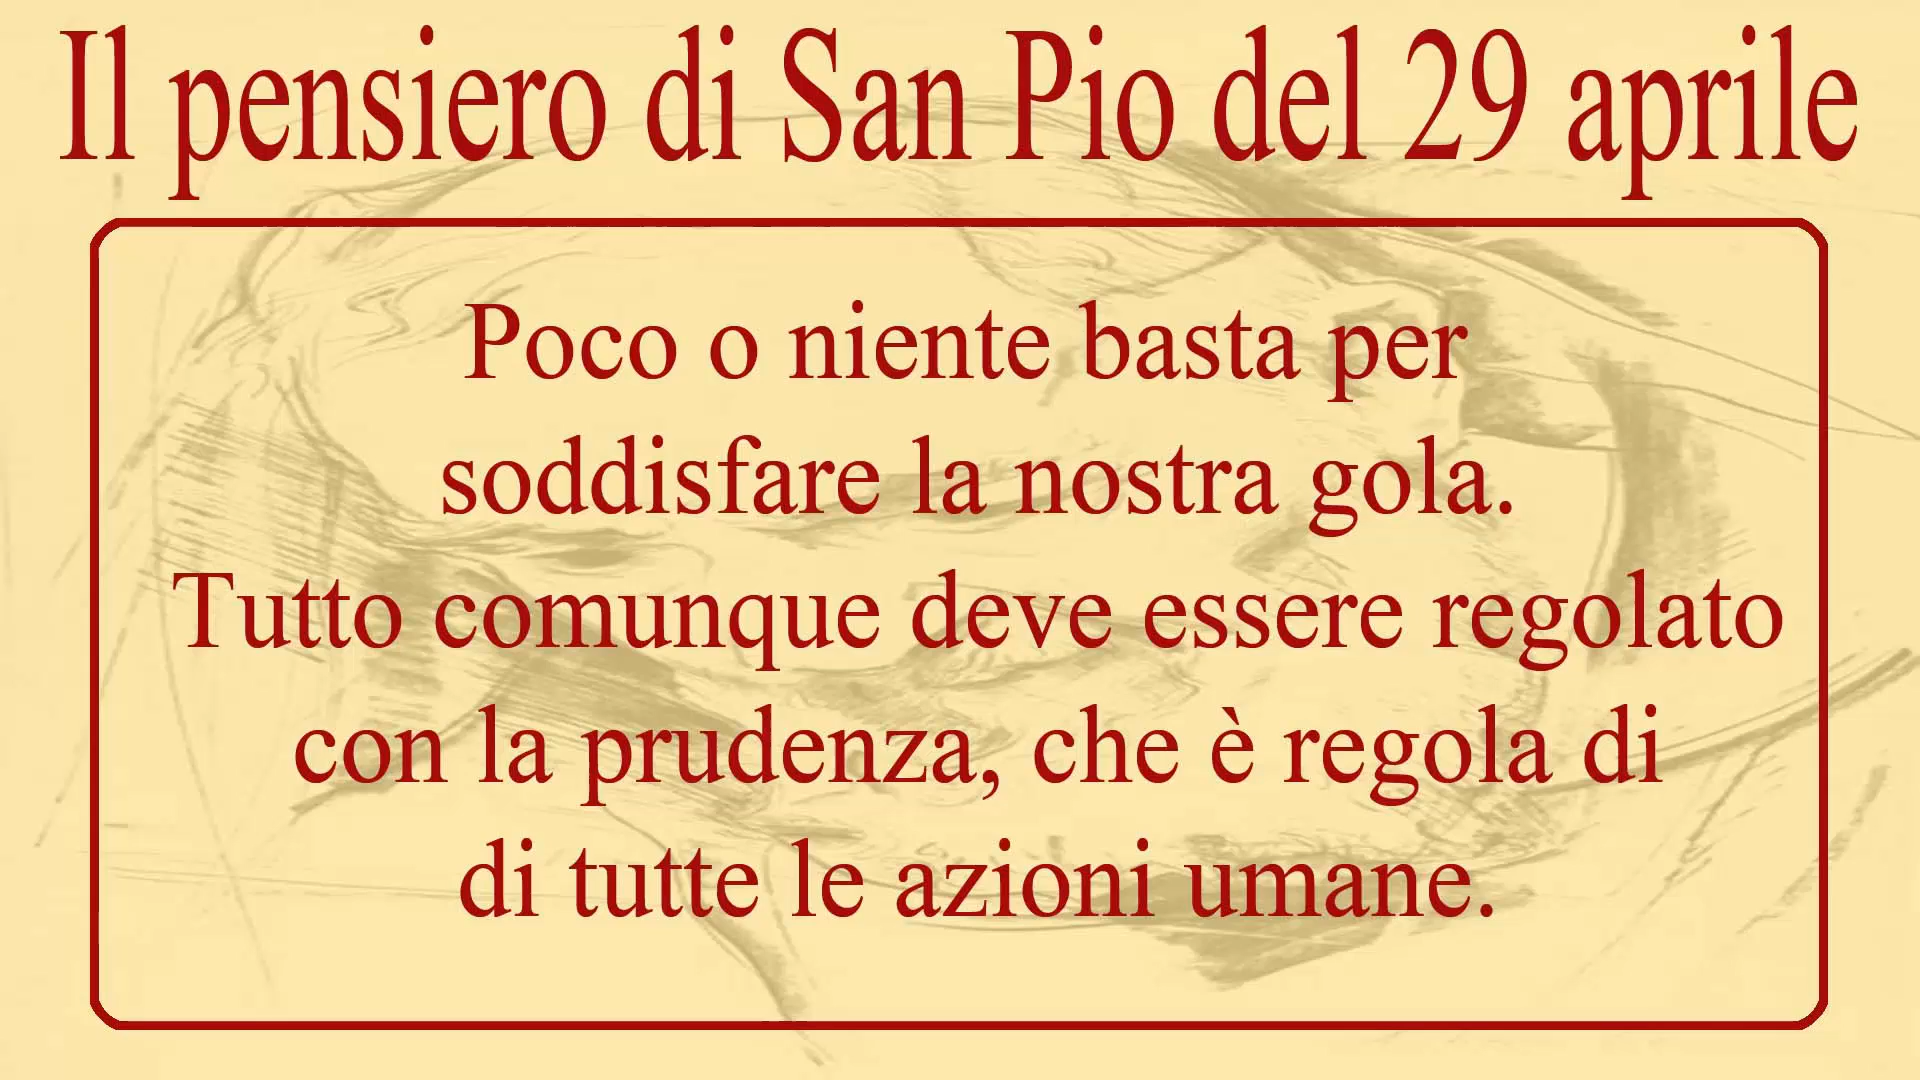 Il pensiero di San Pio del 29 aprile
Poco o niente basta per
soddisfare la nostra gola.
Tutto comunque deve essere regolato
con la prudenza, che è regola di
di tutte le azioni umane.